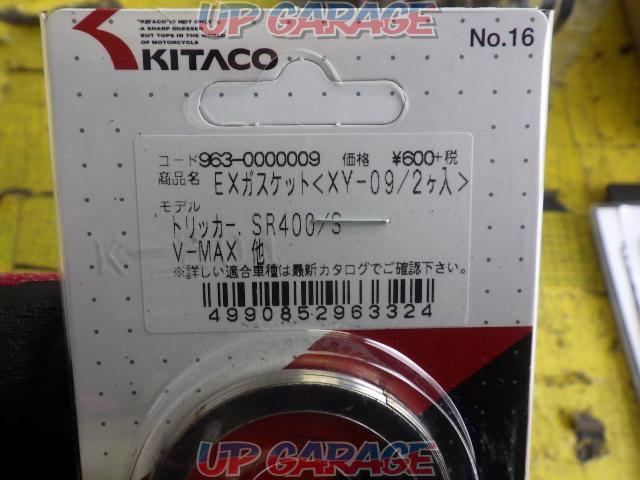 UP GARAGE
"KITACO" IS NOT ONLY
A SHARP DRESSER
BUT TOPS IN THE WORLD
OF MOTORCYCLE
KITACO
No.16
コード 963-0000009 価格 ¥600+税
商品名 EXガスケット<XY-09/2ヶ入>
モデル
トリッカー, SR400/S
V-MAX 他
※詳しい適合車種は最新カタログでご確認下さい。
4990852963324
UP GARAGE